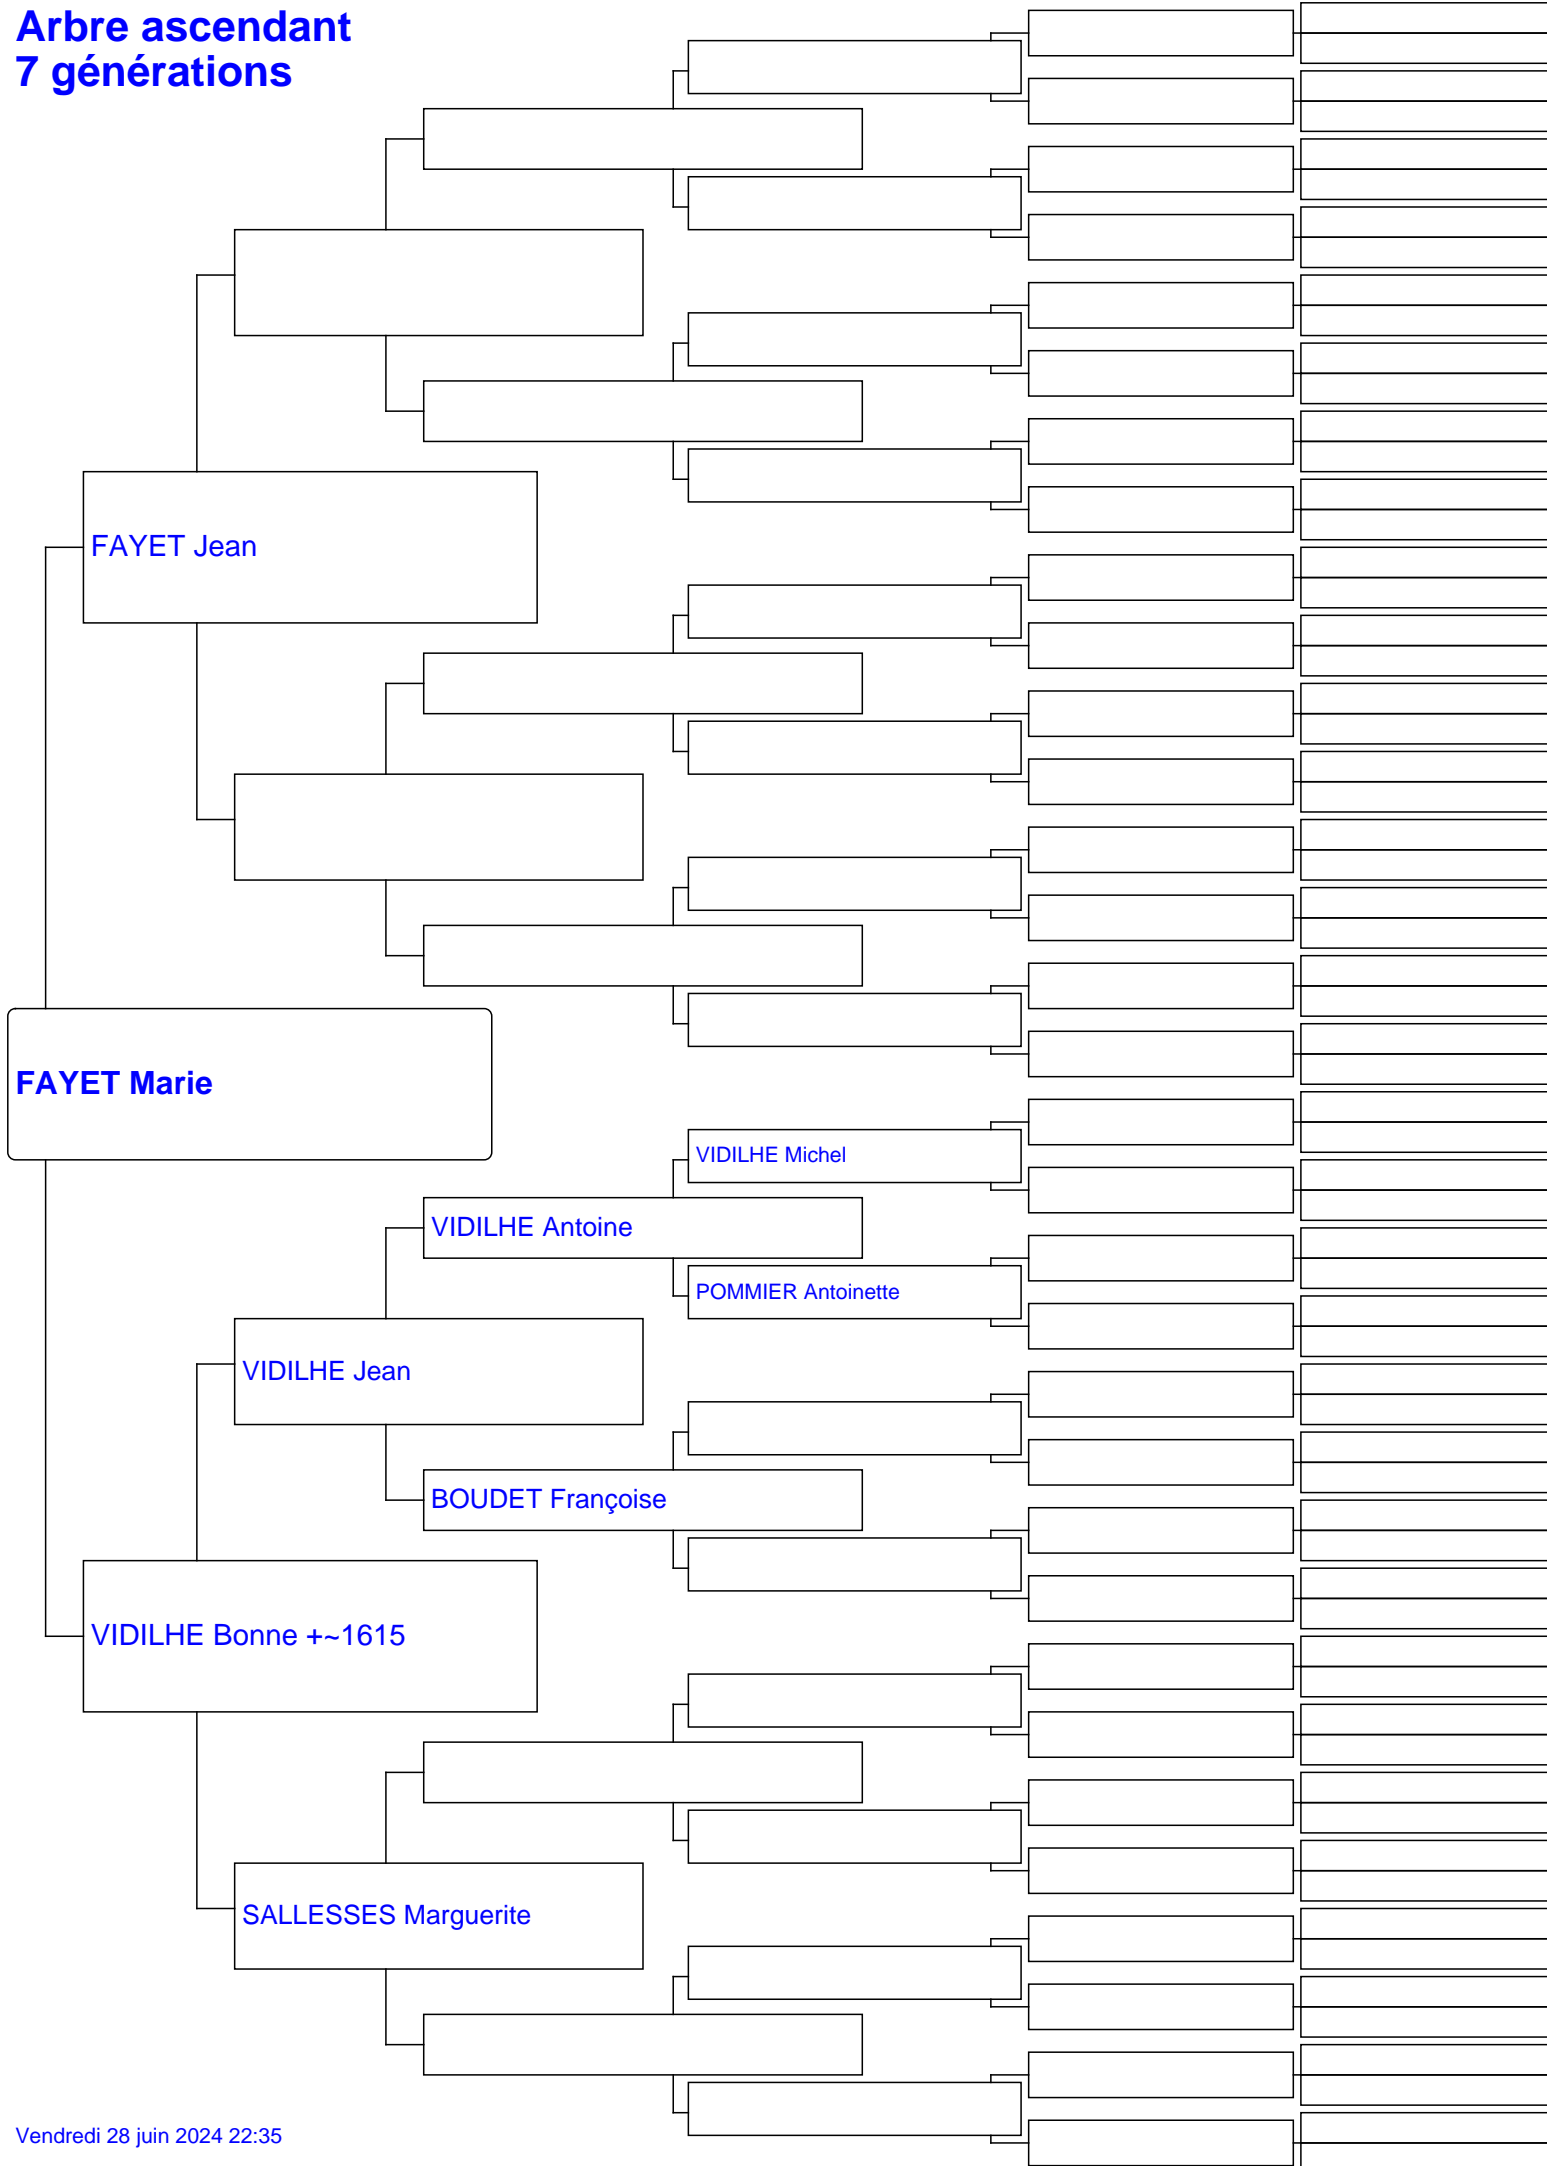 Arbre ascendant
7 générations
FAYET Jean
FAYET Marie
VIDILHE Michel
VIDILHE Antoine
POMMIER Antoinette
VIDILHE Jean
BOUDET Françoise
VIDILHE Bonne +~1615
SALLESSES Marguerite
Vendredi 28 juin 2024 22:35